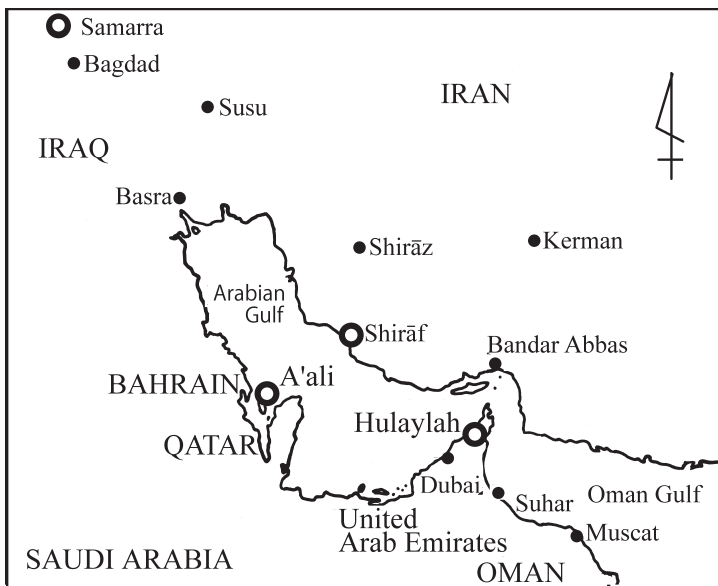 Samarra
Bagdad
Susu
IRAN
IRAQ
Basra
Shirāz
Kerman
Arabian
Gulf
Shirāf
Bandar Abbas
BAHRAIN
A'ali
Hulaylah
QATAR
Dubai
Suhar
Oman Gulf
United
Arab Emirates
Muscat
SAUDI ARABIA
OMAN